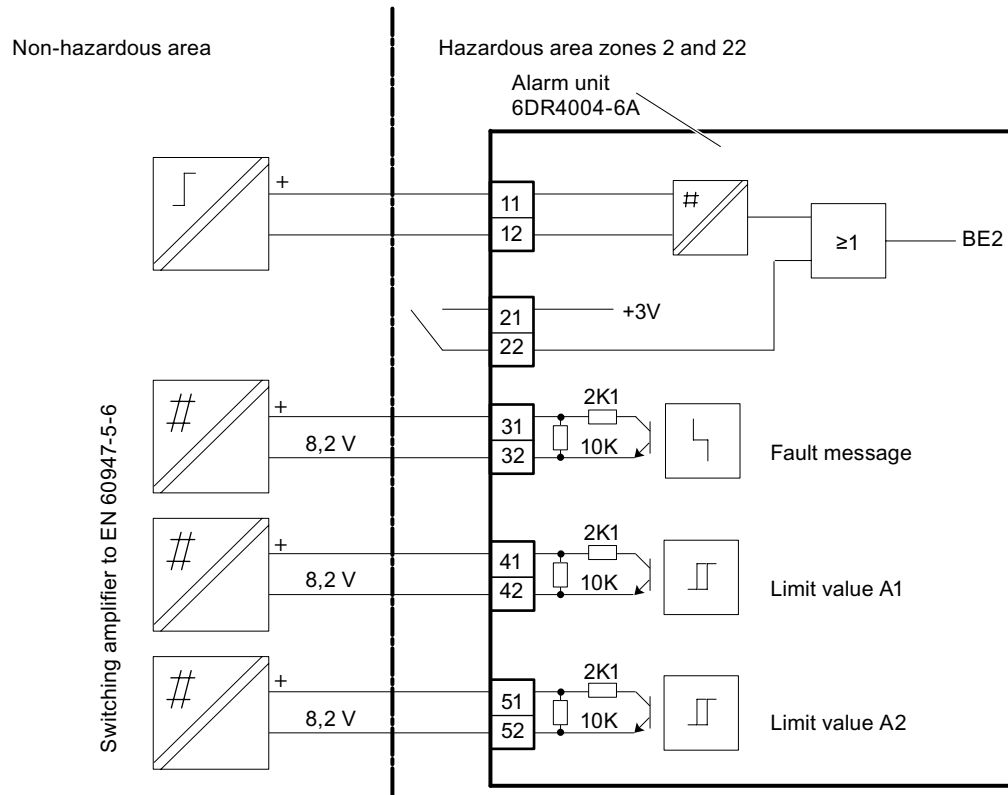 Non-hazardous area
Hazardous area zones 2 and 22
Alarm unit
6DR4004-6A
+
11
12
#
≥1
BE2
21
22
+3V
Switching amplifier to EN 60947-5-6
#
+
8,2 V
31
32
2K1
10K
Fault message
#
+
8,2 V
41
42
2K1
10K
Limit value A1
#
+
8,2 V
51
52
2K1
10K
Limit value A2